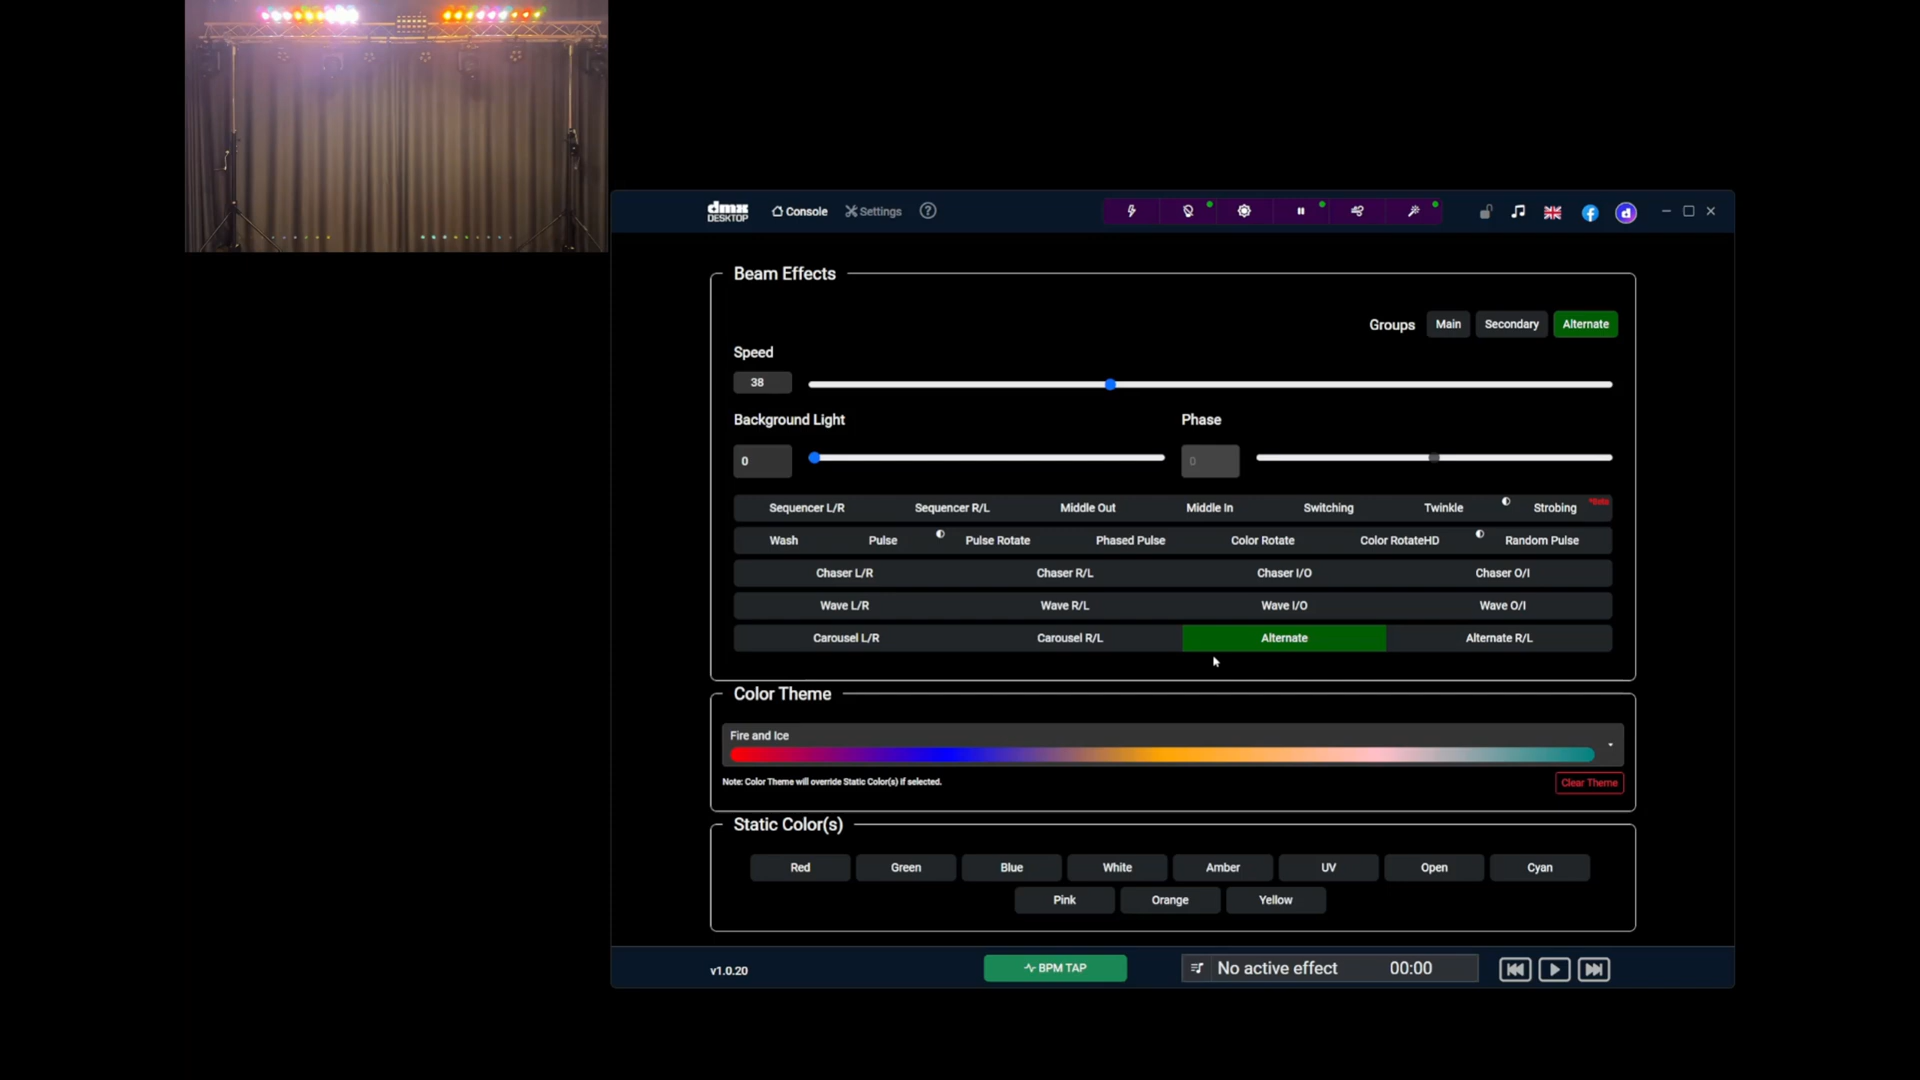 dmx DESKTOP Console Settings
Beam Effects
Groups Main Secondary Alternate
Speed
38
Background Light Phase
0 0
Sequencer L/R Sequencer R/L Middle Out Middle In Switching Twinkle Strobing
Wash Pulse Pulse Rotate Phased Pulse Color Rotate Color RotateHD Random Pulse
Chaser L/R Chaser R/L Chaser I/O Chaser O/I
Wave L/R Wave R/L Wave I/O Wave O/I
Carousel L/R Carousel R/L Alternate Alternate R/L
Color Theme
Fire and Ice
Note: Color Theme will override Static Color(s) if selected. Clear Theme
Static Color(s)
Red Green Blue White Amber UV Open Cyan
Pink Orange Yellow
v1.0.20 BPM TAP No active effect 00:00